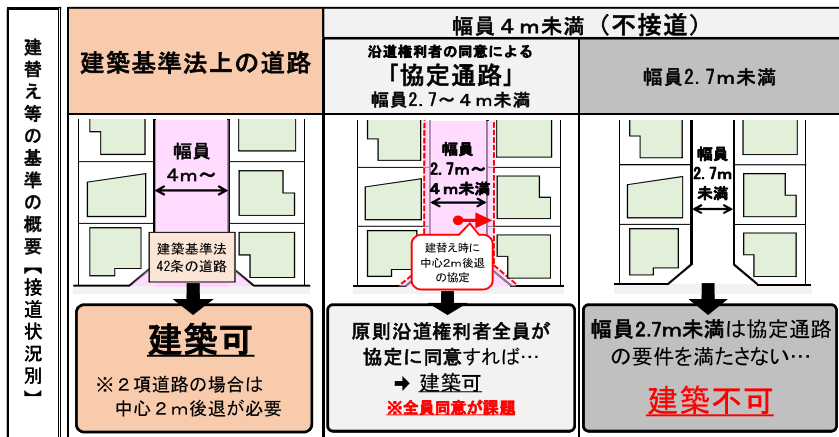 建替え等の基準の概要【接道状況別】
建築基準法上の道路
幅員４ｍ未満（不接道）
沿道権利者の同意による
「協定通路」
幅員2.7～４ｍ未満
幅員2.7ｍ未満
幅員
４ｍ～
建築基準法
42条の道路
幅員
2.7ｍ～
４ｍ未満
建替え時に
中心２ｍ後退
の協定
幅員
2.7ｍ
未満
建築可
※２項道路の場合は
中心２ｍ後退が必要
原則沿道権利者全員が
協定に同意すれば…
➔ 建築可
※全員同意が課題
幅員2.7ｍ未満は協定通路
の要件を満たさない…
建築不可